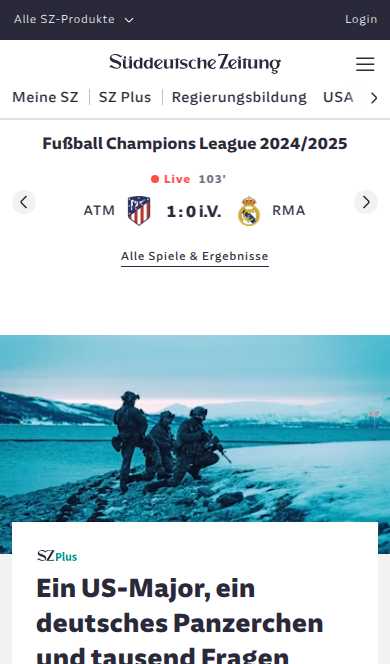 Alle SZ-Produkte
Login
Süddeutsche Zeitung
Meine SZ
SZ Plus
Regierungsbildung
USA
Fußball Champions League 2024/2025
Live 103'
ATM
1:0 i.V.
RMA
Alle Spiele & Ergebnisse
SZ Plus
Ein US-Major, ein
deutsches Panzerchen
und tausend Fragen